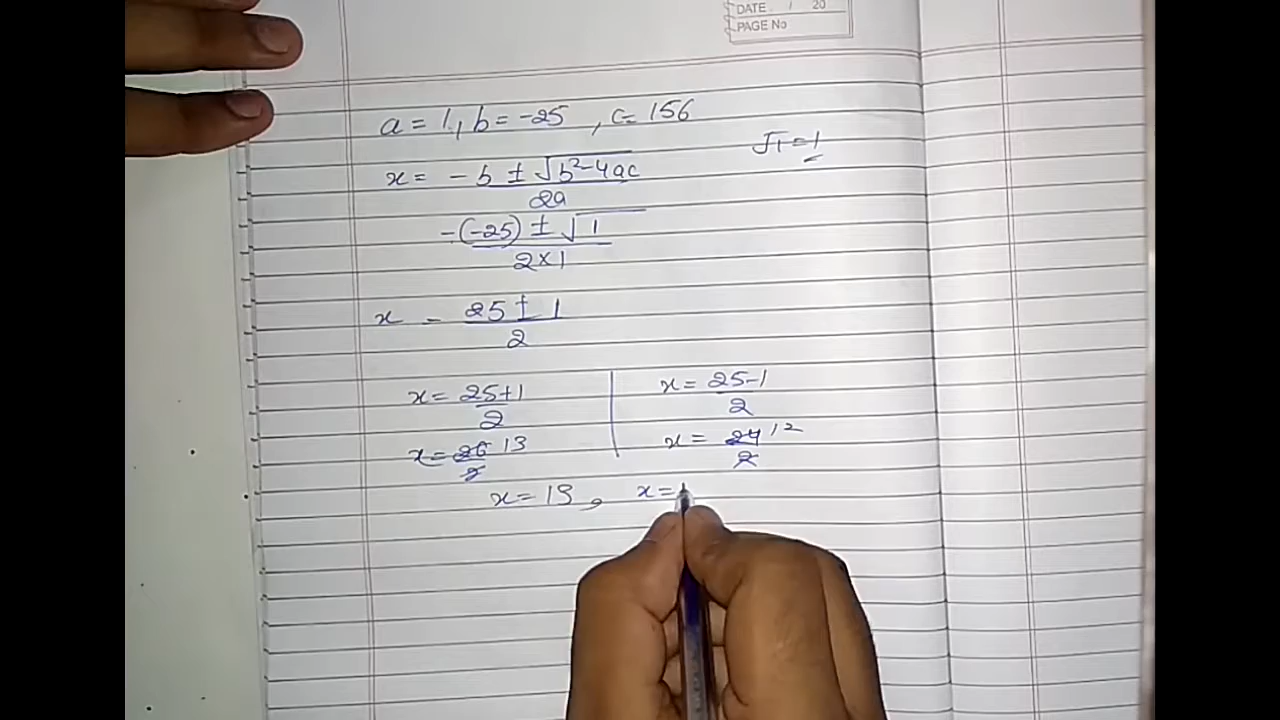 DATE / 20
PAGE No
a = 1, b = -25 , c = 156
√1 = 1
x = -b ± √b²-4ac
2a
-(-25) ± √1
2×1
x = 25 ± 1
2
x = 25+1
2
x = 26 13
2
x = 25-1
2
x = 24 12
2
x = 13 , x =